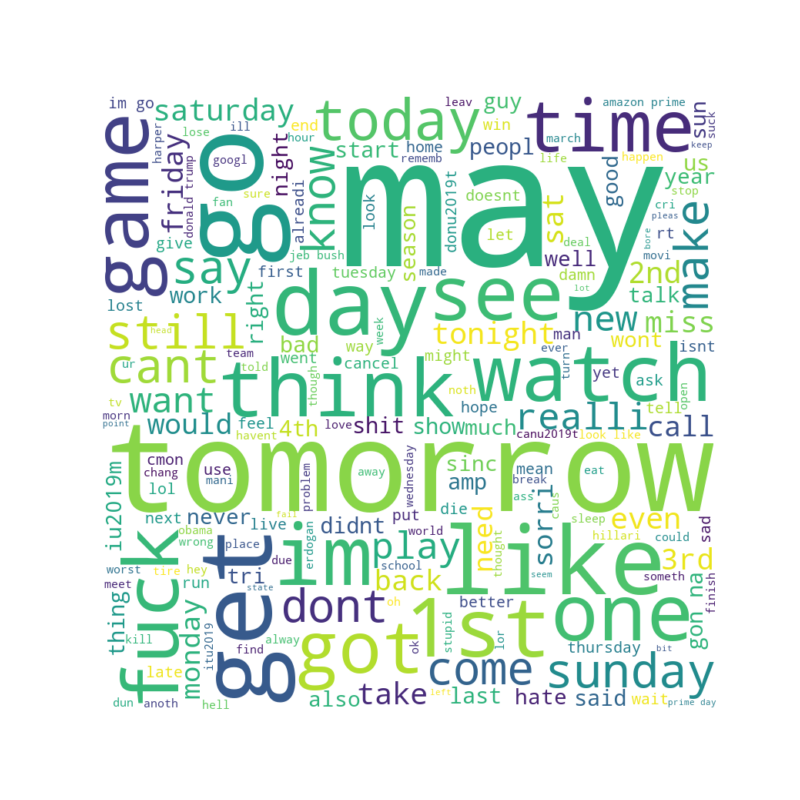 im go
saturday
end
today
leav
guy
win
time
amazon prime
sun
suck
keep
harper
lose
ill
hour
start
home
rememb
peopl
march
life
happen
us
good
year
stop
game
friday
donald trump
googl
go
night
alreadi
know
look
may
fan
sure
give
season
donu2019t
doesnt
let
sat
deal
cri
rt
pleas
make
bore
movi
say
first
jeb bush
tuesday
made
well
damn
lot
2nd
talk
lost
work
right
day
see
new
miss
still
head
team
bad
week
tonight
man
wont
isnt
cant
ur
told
went
way
cancel
might
ever
turn
yet
ask
think
though
watch
noth
tell
open
tv
want
morn
point
would
feel
4th
havent
love
shit
show
much
hope
realli
canu2019t
look like
call
tomorrow
iu2019m
cmon
chang
lol
use
mani
problem
away
wednesday
sinc
amp
mean
break
eat
ass
caus
die
next
never
live
fall
didnt
put
world
need
sorri
sleep
even
hillari
could
sad
obama
wrong
place
erdogan
im
play
thought
like
3rd
someth
finish
worst
tire
hey
due
school
back
seem
meet
run
tri
state
fuck
get
thing
monday
itu2019
dont
oh
got
ok
stupid
better
1st
lor
one
gon na
kill
find
alway
thursday
bit
late
come
sunday
dun
anoth
hell
also
take
left
last
hate
said
wait
prime day